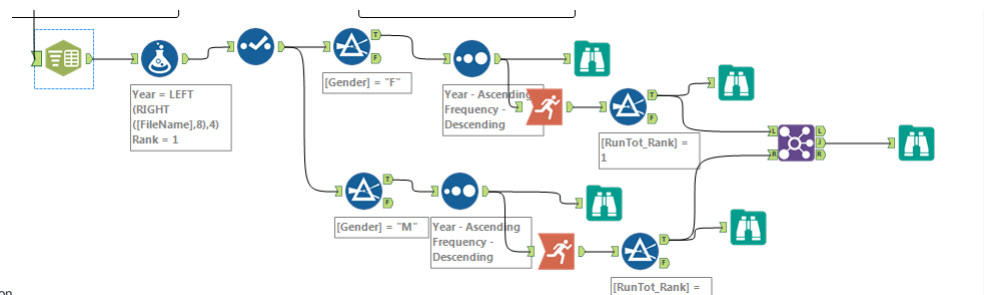 T
F
[Gender] = "F"
Year = LEFT
(RIGHT
([FileName],8),4)
Rank = 1
Year - Ascending
Frequency -
Descending
T
F
[RunTot_Rank] =
1
L
R
L
J
R
T
F
[Gender] = "M"
Year - Ascending
Frequency -
Descending
T
F
[RunTot_Rank] =